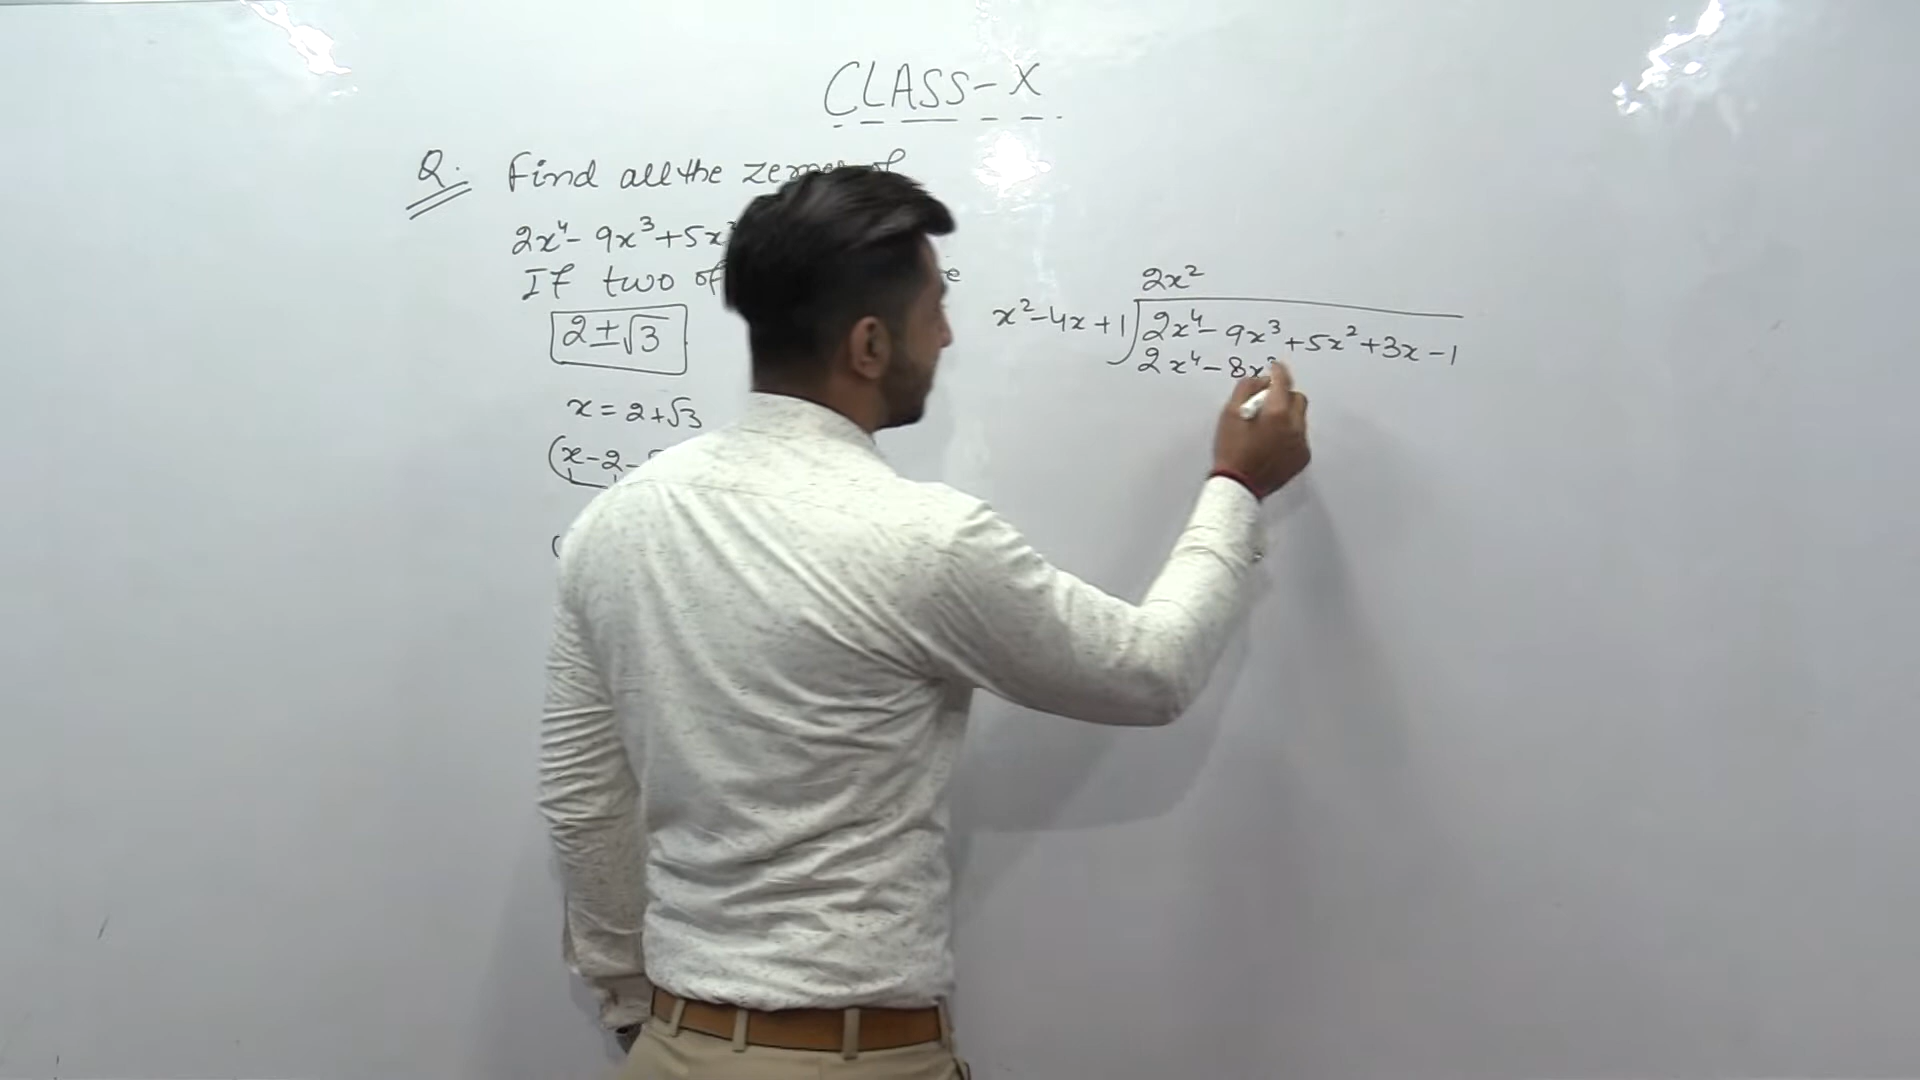 CLASS-X
Q. Find all the zeroes of
2x⁴- 9x³+5x²
If two of
2±√3
x = 2+√3
(x-2-
(
2x²
x²-4x+1) 2x⁴- 9x³+5x²+3x-1
2x⁴-8x³